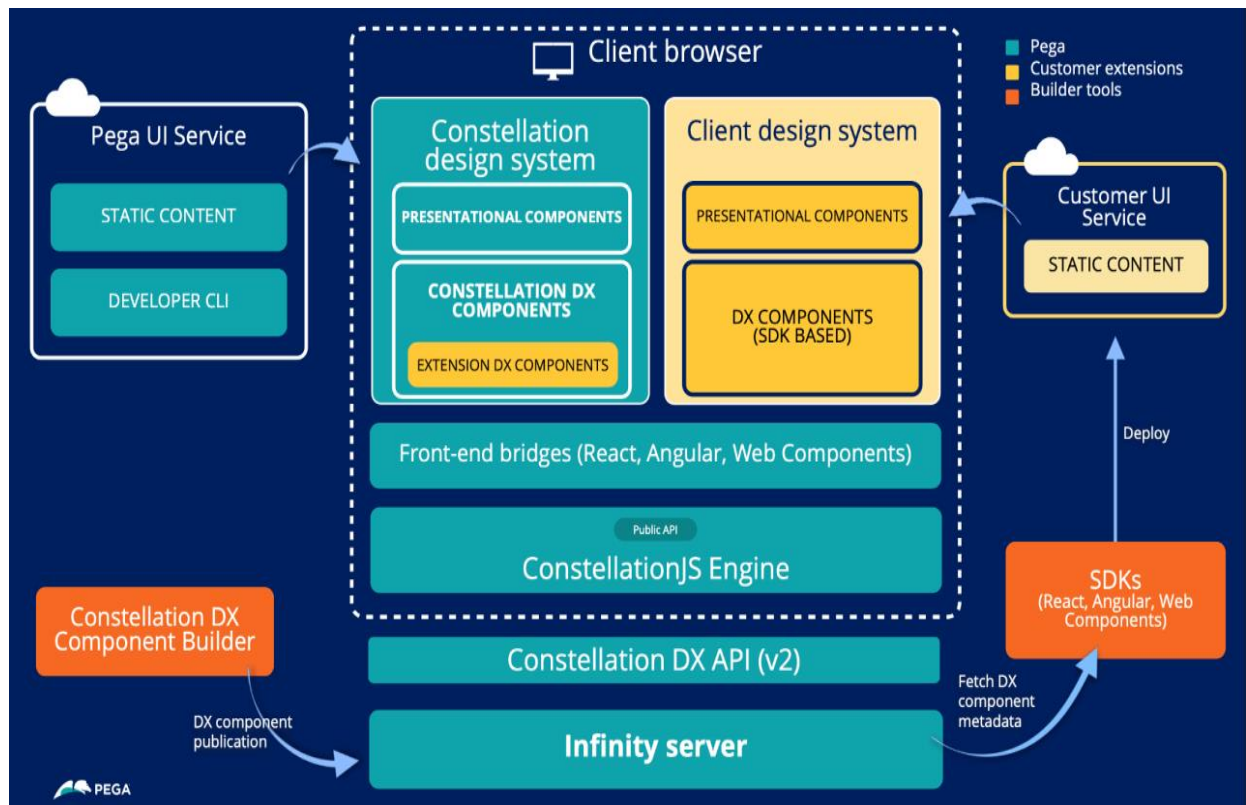 Client browser
Pega
Customer extensions
Builder tools
Pega UI Service
STATIC CONTENT
DEVELOPER CLI
Constellation
design system
PRESENTATIONAL COMPONENTS
CONSTELLATION DX
COMPONENTS
EXTENSION DX COMPONENTS
Client design system
PRESENTATIONAL COMPONENTS
DX COMPONENTS
(SDK BASED)
Customer UI
Service
STATIC CONTENT
Front-end bridges (React, Angular, Web Components)
Public API
ConstellationJS Engine
Deploy
SDKs
(React, Angular, Web
Components)
Constellation DX
Component Builder
Constellation DX API (v2)
Fetch DX
component
metadata
DX component
publication
Infinity server
PEGA